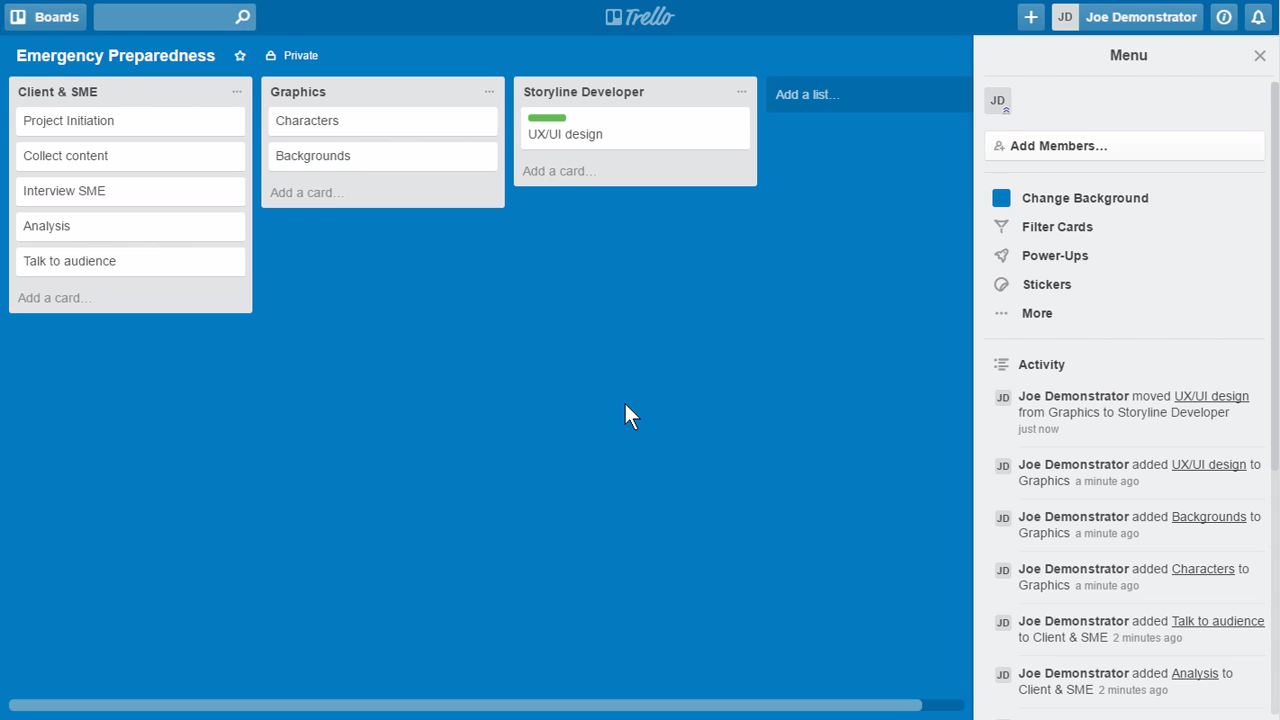 Boards
Trello
JD Joe Demonstrator
Emergency Preparedness
Private
Client & SME
Project Initiation
Collect content
Interview SME
Analysis
Talk to audience
Add a card...
Graphics
Characters
Backgrounds
Add a card...
Storyline Developer
UX/UI design
Add a card...
Add a list...
Menu
JD
Add Members...
Change Background
Filter Cards
Power-Ups
Stickers
More
Activity
JD Joe Demonstrator moved UX/UI design
from Graphics to Storyline Developer
just now
JD Joe Demonstrator added UX/UI design to
Graphics a minute ago
JD Joe Demonstrator added Backgrounds to
Graphics a minute ago
JD Joe Demonstrator added Characters to
Graphics a minute ago
JD Joe Demonstrator added Talk to audience
to Client & SME 2 minutes ago
JD Joe Demonstrator added Analysis to
Client & SME 2 minutes ago